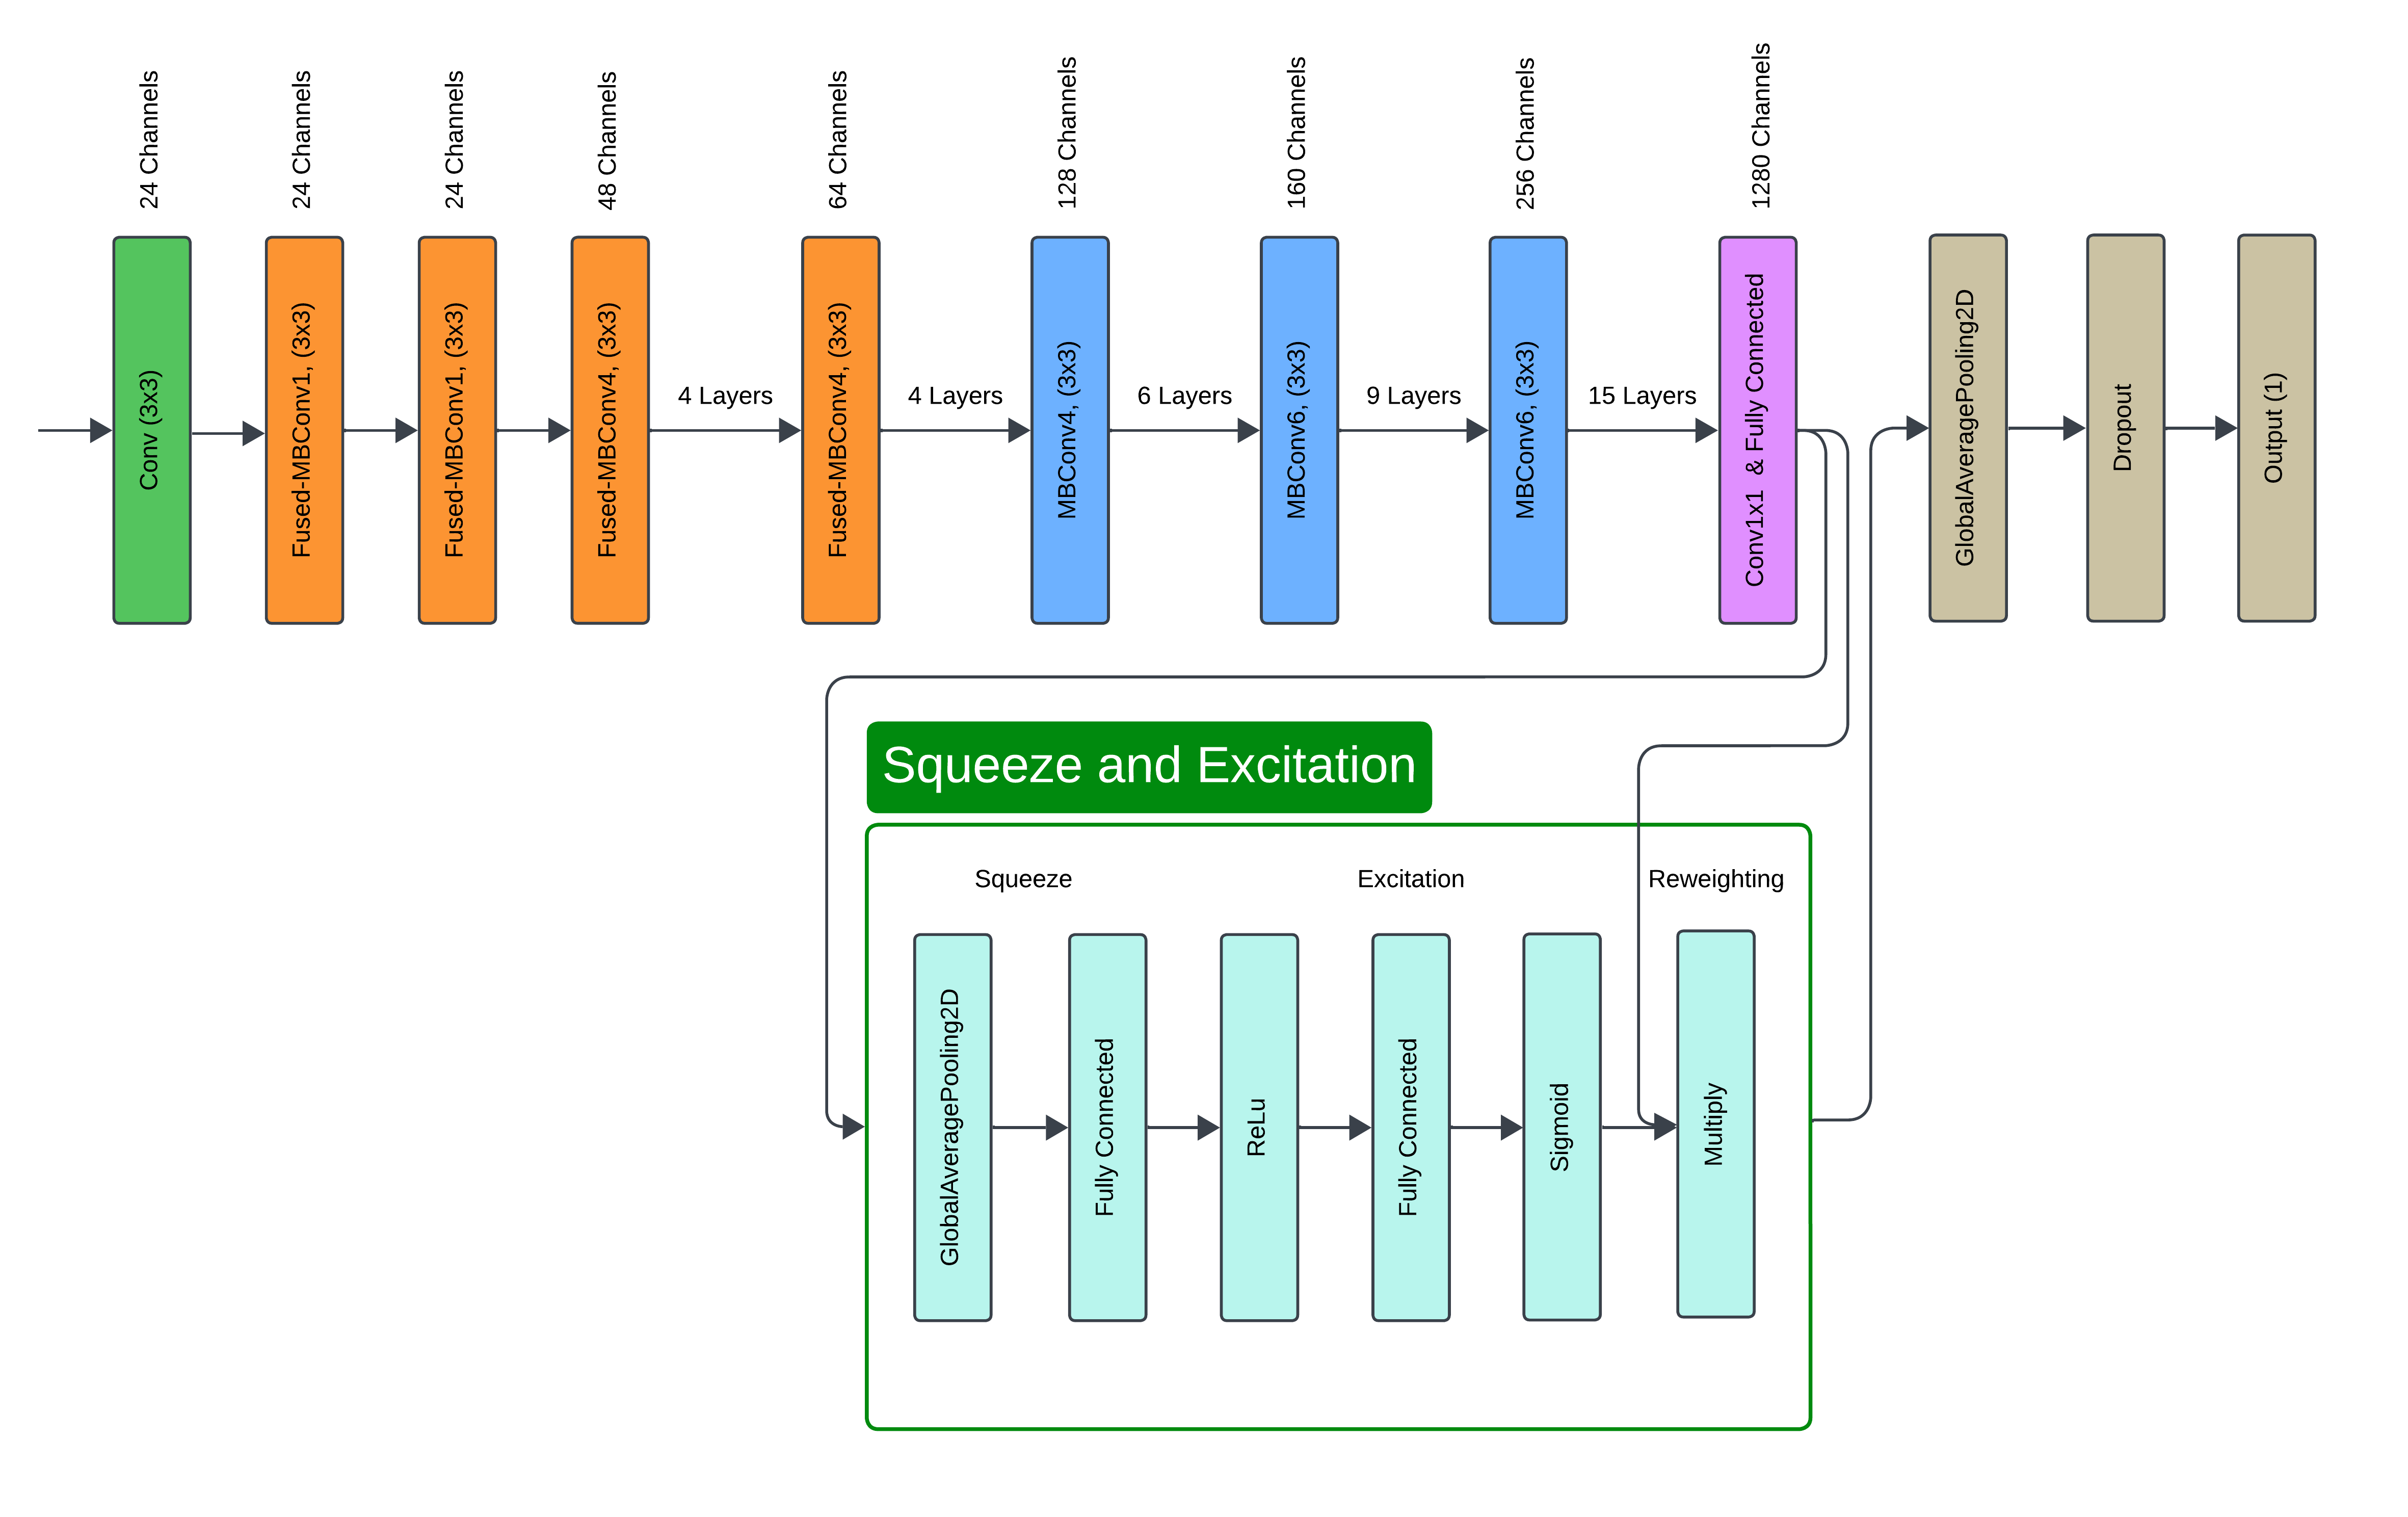 24 Channels
24 Channels
24 Channels
48 Channels
64 Channels
128 Channels
160 Channels
256 Channels
1280 Channels
Conv (3x3)
Fused-MBConv1, (3x3)
Fused-MBConv1, (3x3)
Fused-MBConv4, (3x3)
4 Layers
Fused-MBConv4, (3x3)
4 Layers
MBConv4, (3x3)
6 Layers
MBConv6, (3x3)
9 Layers
MBConv6, (3x3)
15 Layers
Conv1x1 & Fully Connected
GlobalAveragePooling2D
Dropout
Output (1)
Squeeze and Excitation
Squeeze
Excitation
Reweighting
GlobalAveragePooling2D
Fully Connected
ReLu
Fully Connected
Sigmoid
Multiply